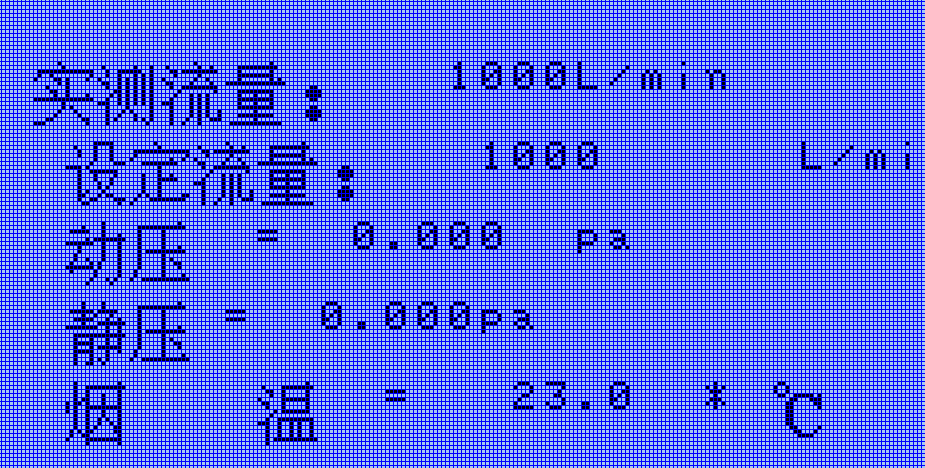 实测流量： 1000L/min
设定流量： 1000 L/mi
动压 = 0.000 pa
静压 = 0.000pa
烟 温 = 23.0 * ℃